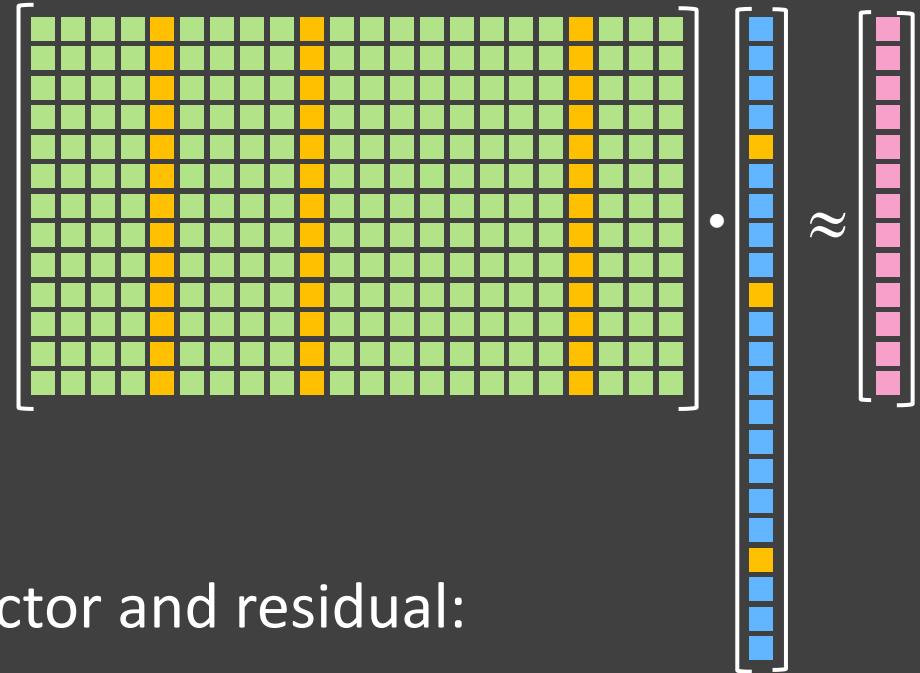 • ≈
ctor and residual: